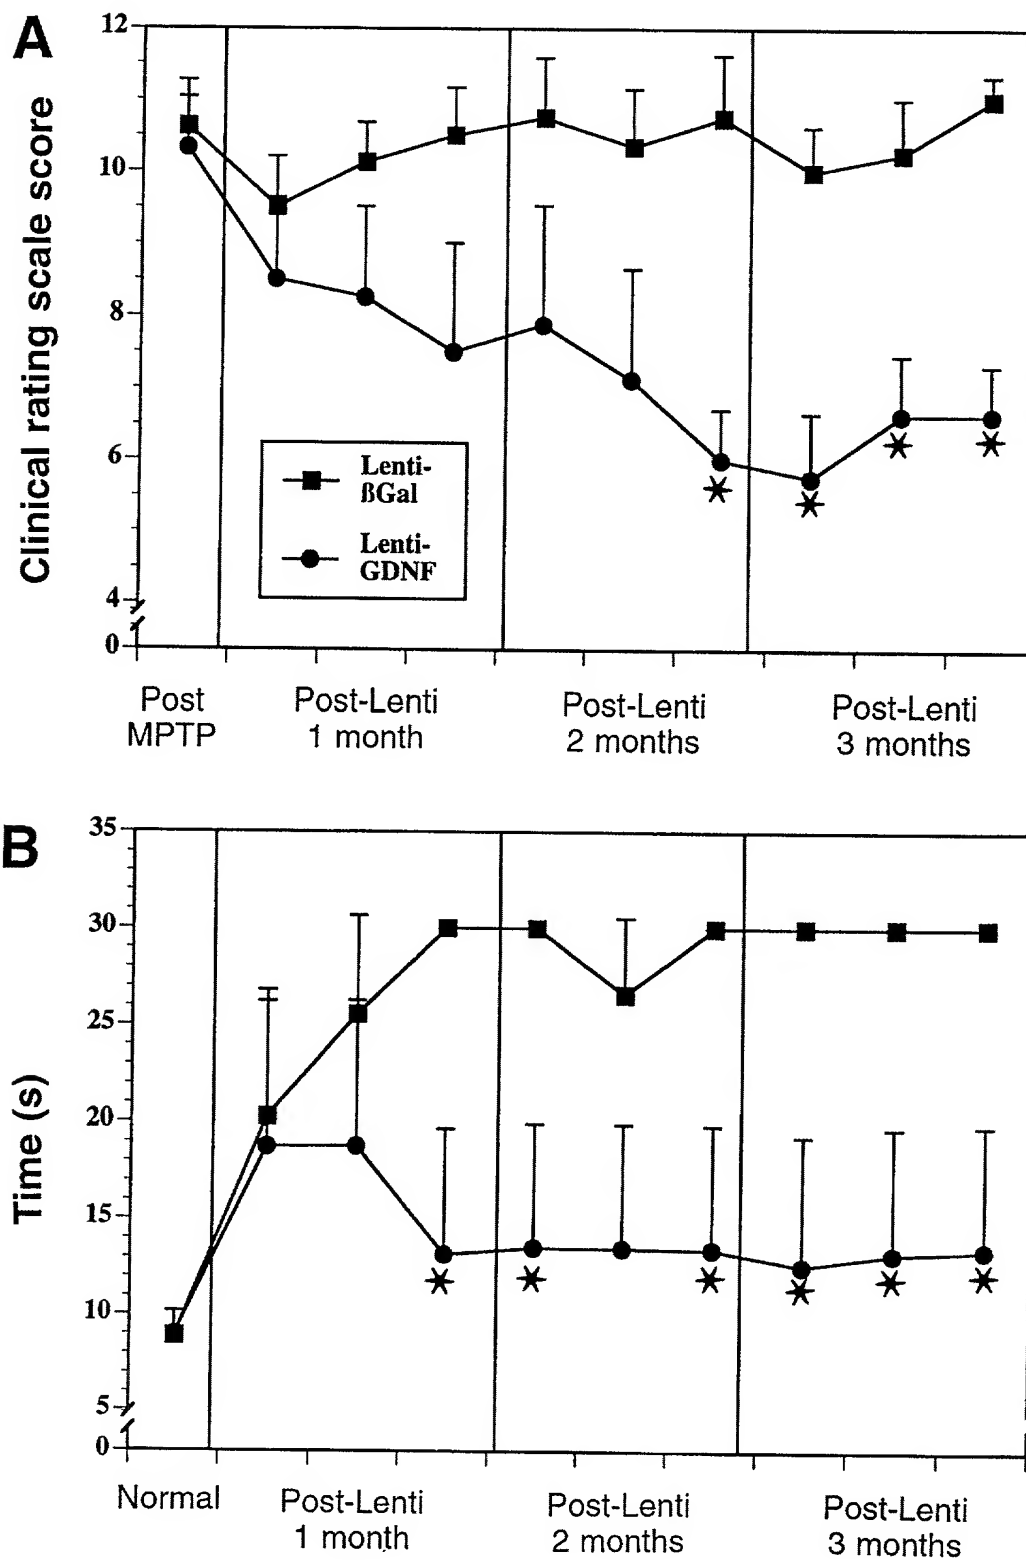 A
Clinical rating scale score
12
10
8
6
4
0
Lenti-
ßGal
Lenti-
GDNF
Post
MPTP
Post-Lenti
1 month
Post-Lenti
2 months
Post-Lenti
3 months
B
Time (s)
35
30
25
20
15
10
5
0
Normal
Post-Lenti
1 month
Post-Lenti
2 months
Post-Lenti
3 months